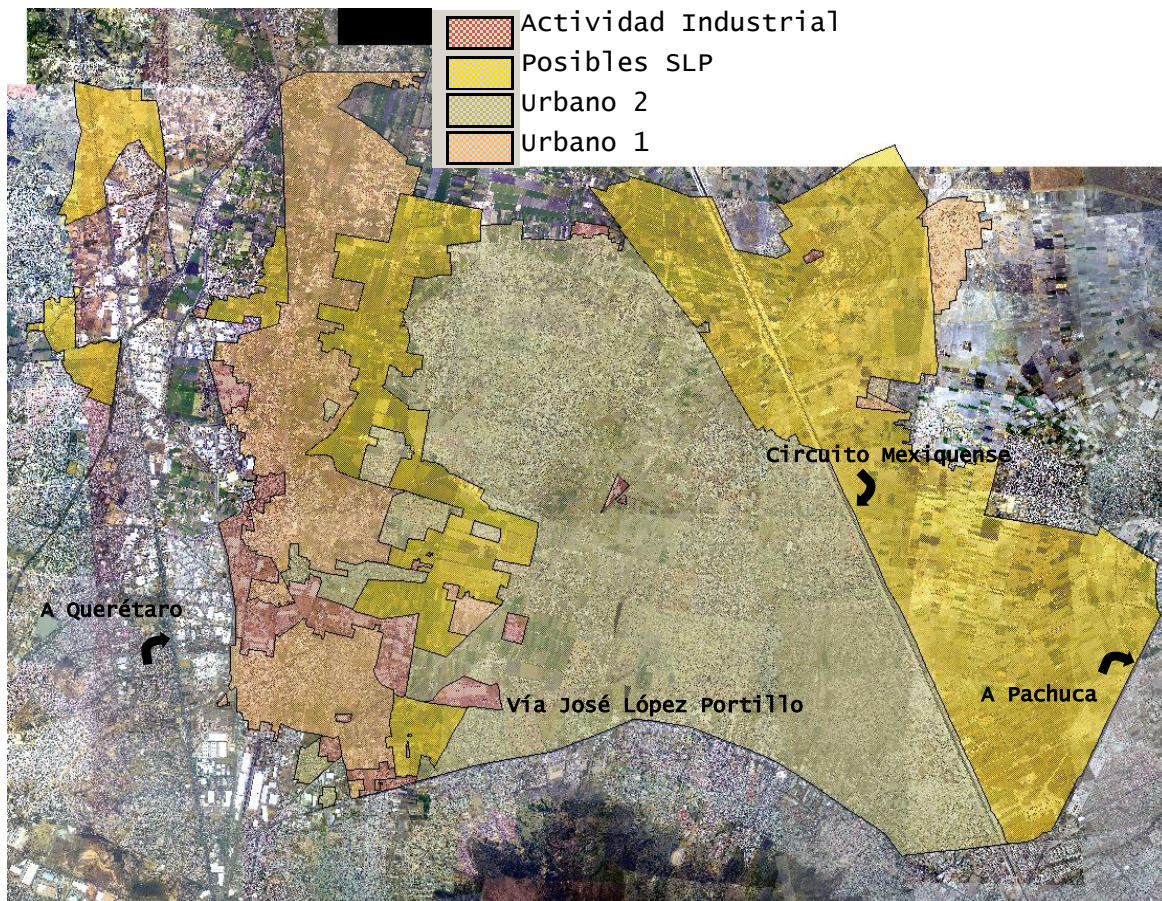 Actividad Industrial
Posibles SLP
Urbano 2
Urbano 1
Circuito Mexiquense
A Querétaro
A Pachuca
Vía José López Portillo